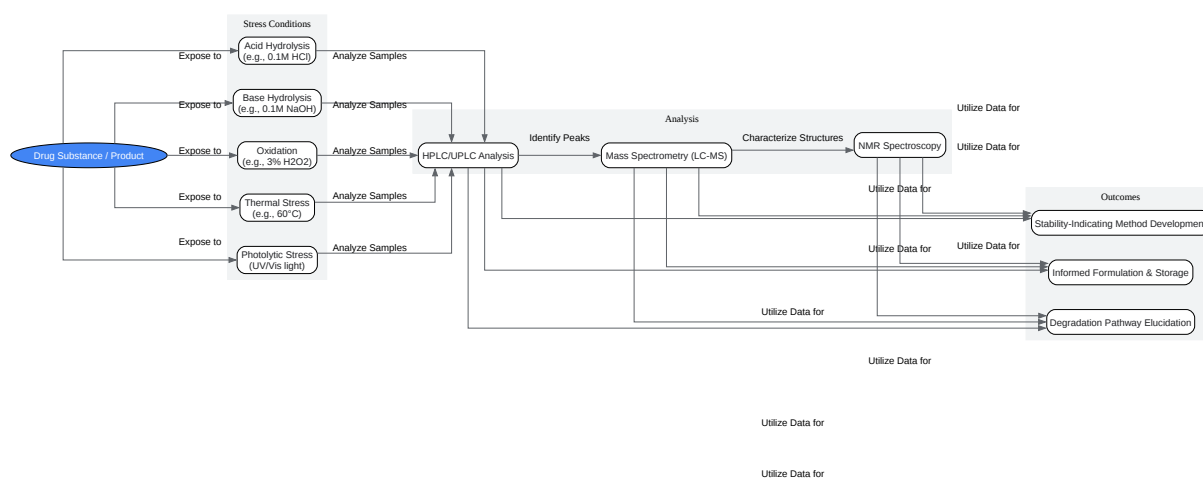 Stress Conditions
Acid Hydrolysis
(e.g., 0.1M HCl)
Expose to
Analyze Samples
Base Hydrolysis
(e.g., 0.1M NaOH)
Expose to
Analyze Samples
Utilize Data for
Analysis
Identify Peaks
Characterize Structures
Drug Substance / Product
Expose to
Oxidation
(e.g., 3% H2O2)
Analyze Samples
HPLC/UPLC Analysis
Mass Spectrometry (LC-MS)
NMR Spectroscopy
Utilize Data for
Expose to
Thermal Stress
(e.g., 60°C)
Analyze Samples
Utilize Data for
Outcomes
Stability-Indicating Method Development
Expose to
Photolytic Stress
(UV/Vis light)
Analyze Samples
Utilize Data for
Utilize Data for
Informed Formulation & Storage
Utilize Data for
Degradation Pathway Elucidation
Utilize Data for
Utilize Data for
Utilize Data for